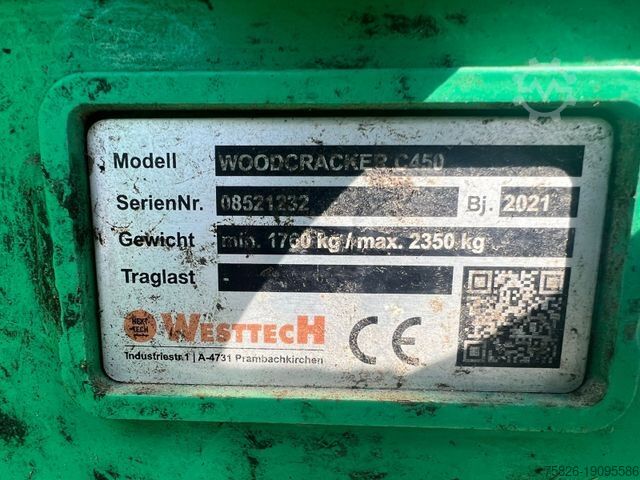 Modell WOODCRACKER C450
SerienNr. 08521232 Bj. 2021
Gewicht min. 1760 kg / max. 2350 kg
Traglast
WESTTECH
Industriestr.1 | A-4731 Prambachkirchen
CE
75826-19095586